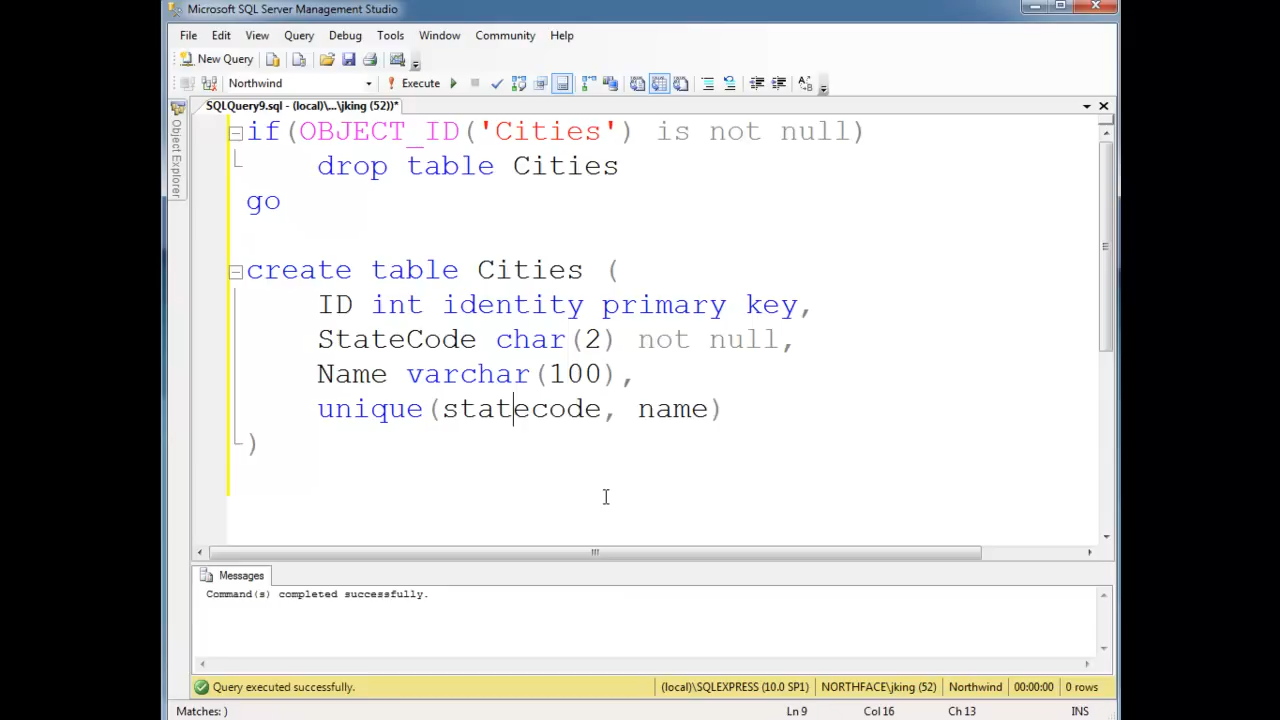 Microsoft SQL Server Management Studio
File Edit View Query Debug Tools Window Community Help
New Query
Northwind Execute
SQLQuery9.sql - (local)\...\jking (52))*
Object Explorer
if(OBJECT_ID('Cities') is not null)
drop table Cities
go
create table Cities (
ID int identity primary key,
StateCode char(2) not null,
Name varchar(100),
unique(statecode, name)
)
Messages
Command(s) completed successfully.
Query executed successfully. (local)\SQLEXPRESS (10.0 SP1) NORTHFACE\jking (52) Northwind 00:00:00 0 rows
Matches: ) Ln 9 Col 16 Ch 13 INS